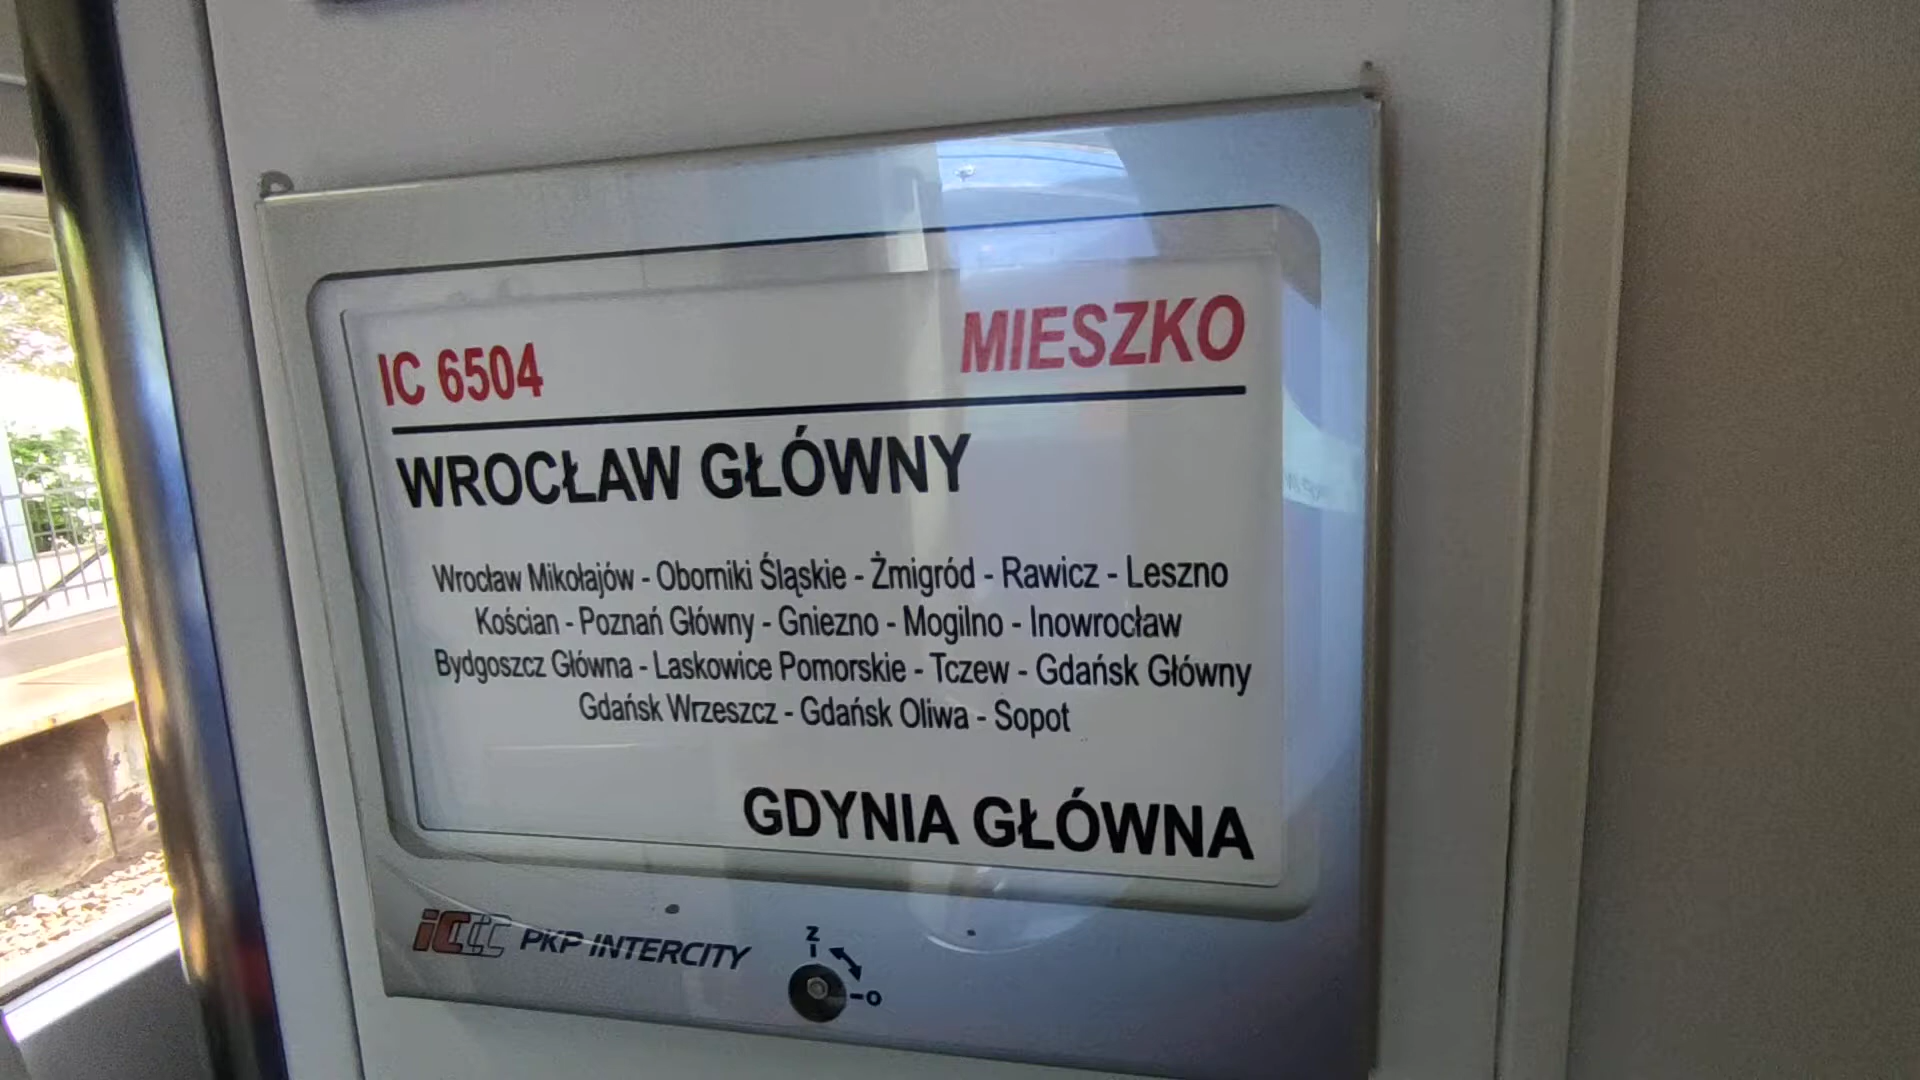 IC 6504 MIESZKO
WROCŁAW GŁÓWNY
Wrocław Mikołajów - Oborniki Śląskie - Żmigród - Rawicz - Leszno
Kościan - Poznań Główny - Gniezno - Mogilno - Inowrocław
Bydgoszcz Główna - Laskowice Pomorskie - Tczew - Gdańsk Główny
Gdańsk Wrzeszcz - Gdańsk Oliwa - Sopot
GDYNIA GŁÓWNA
iCCC PKP INTERCITY
Z
O